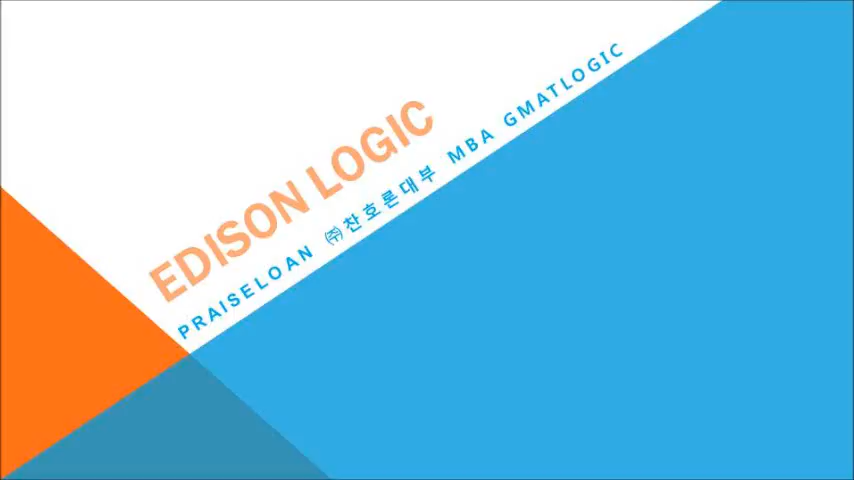 EDISON LOGIC
PRAISELOAN ㈜찬호론대부 MBA GMATLOGIC